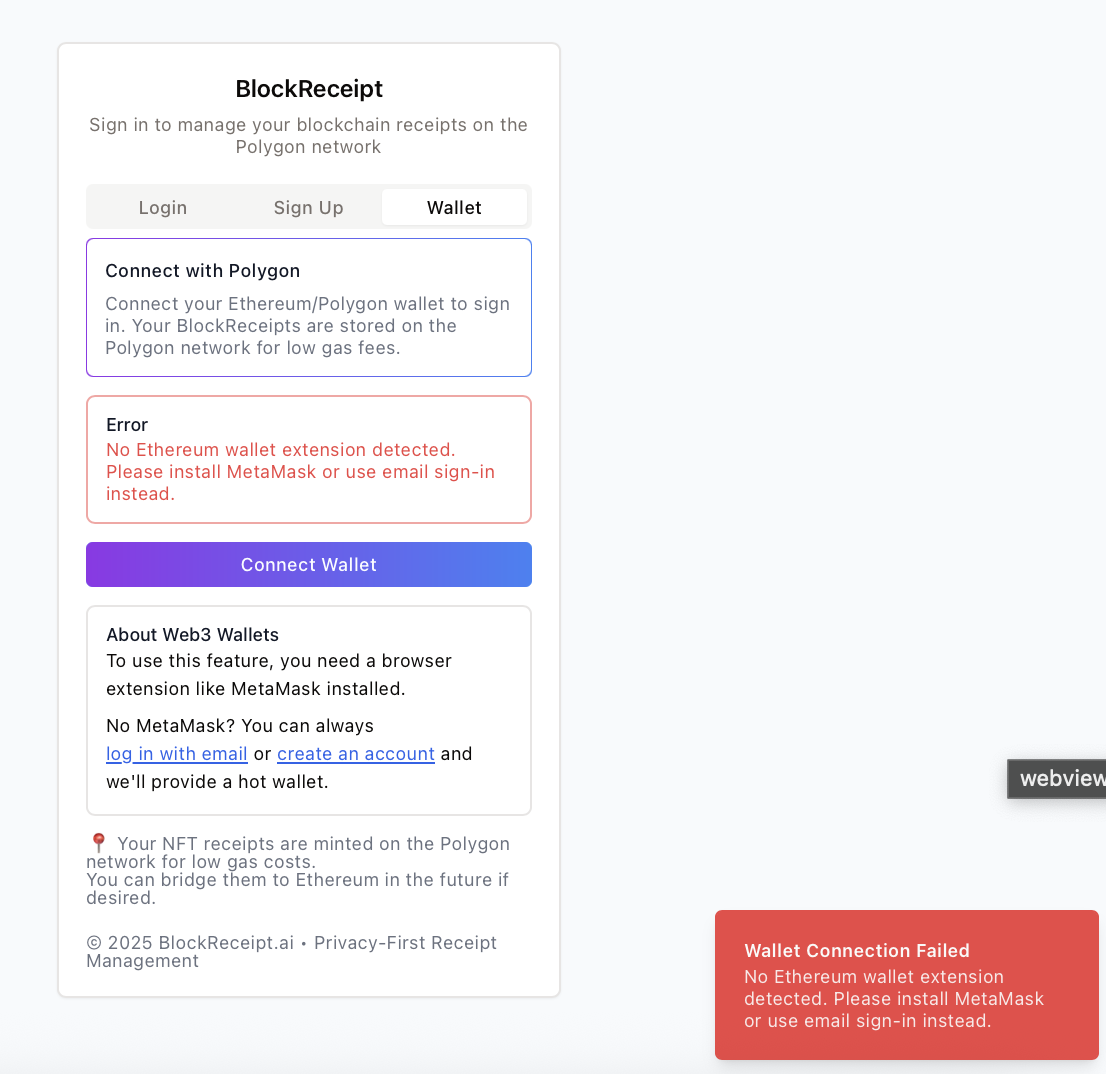 BlockReceipt
Sign in to manage your blockchain receipts on the
Polygon network
Login
Sign Up
Wallet
Connect with Polygon
Connect your Ethereum/Polygon wallet to sign
in. Your BlockReceipts are stored on the
Polygon network for low gas fees.
Error
No Ethereum wallet extension detected.
Please install MetaMask or use email sign-in
instead.
Connect Wallet
About Web3 Wallets
To use this feature, you need a browser
extension like MetaMask installed.
No MetaMask? You can always
log in with email or create an account and
we'll provide a hot wallet.
📍 Your NFT receipts are minted on the Polygon
network for low gas costs.
You can bridge them to Ethereum in the future if
desired.
© 2025 BlockReceipt.ai • Privacy-First Receipt
Management
webview
Wallet Connection Failed
No Ethereum wallet extension
detected. Please install MetaMask
or use email sign-in instead.